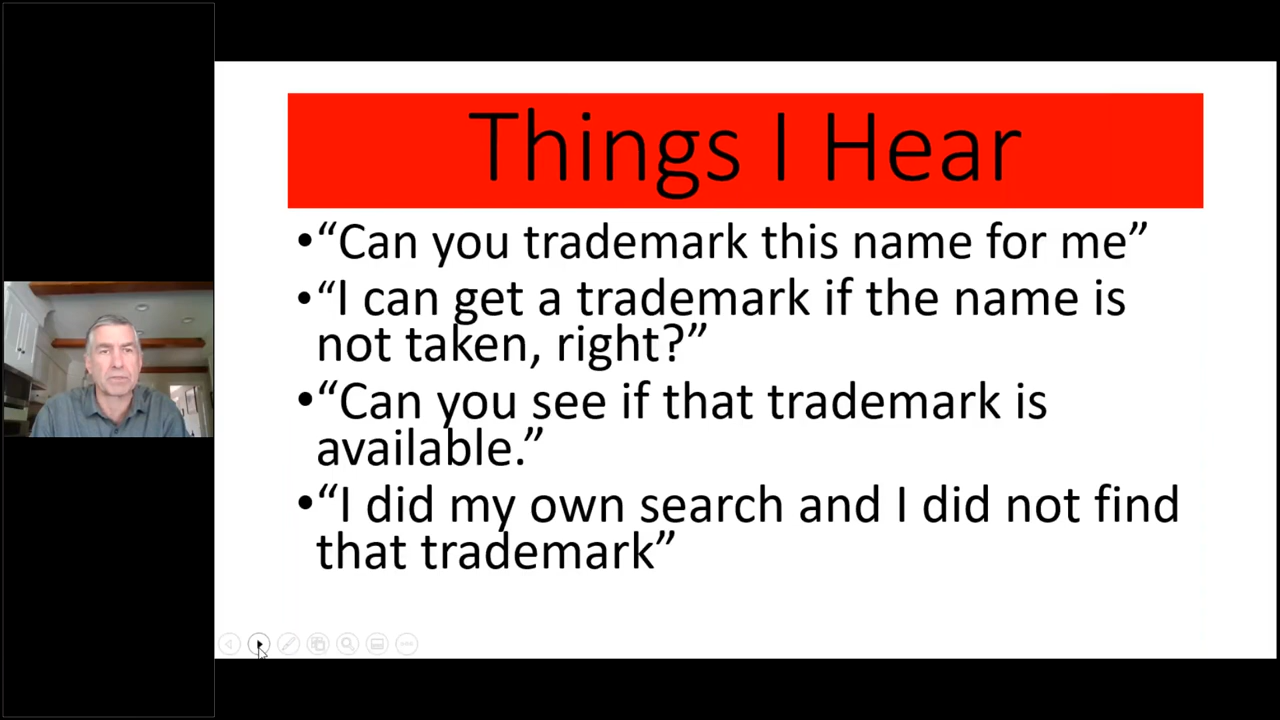 Things I Hear
•“Can you trademark this name for me”
•“I can get a trademark if the name is
not taken, right?”
•“Can you see if that trademark is
available.”
•“I did my own search and I did not find
that trademark”